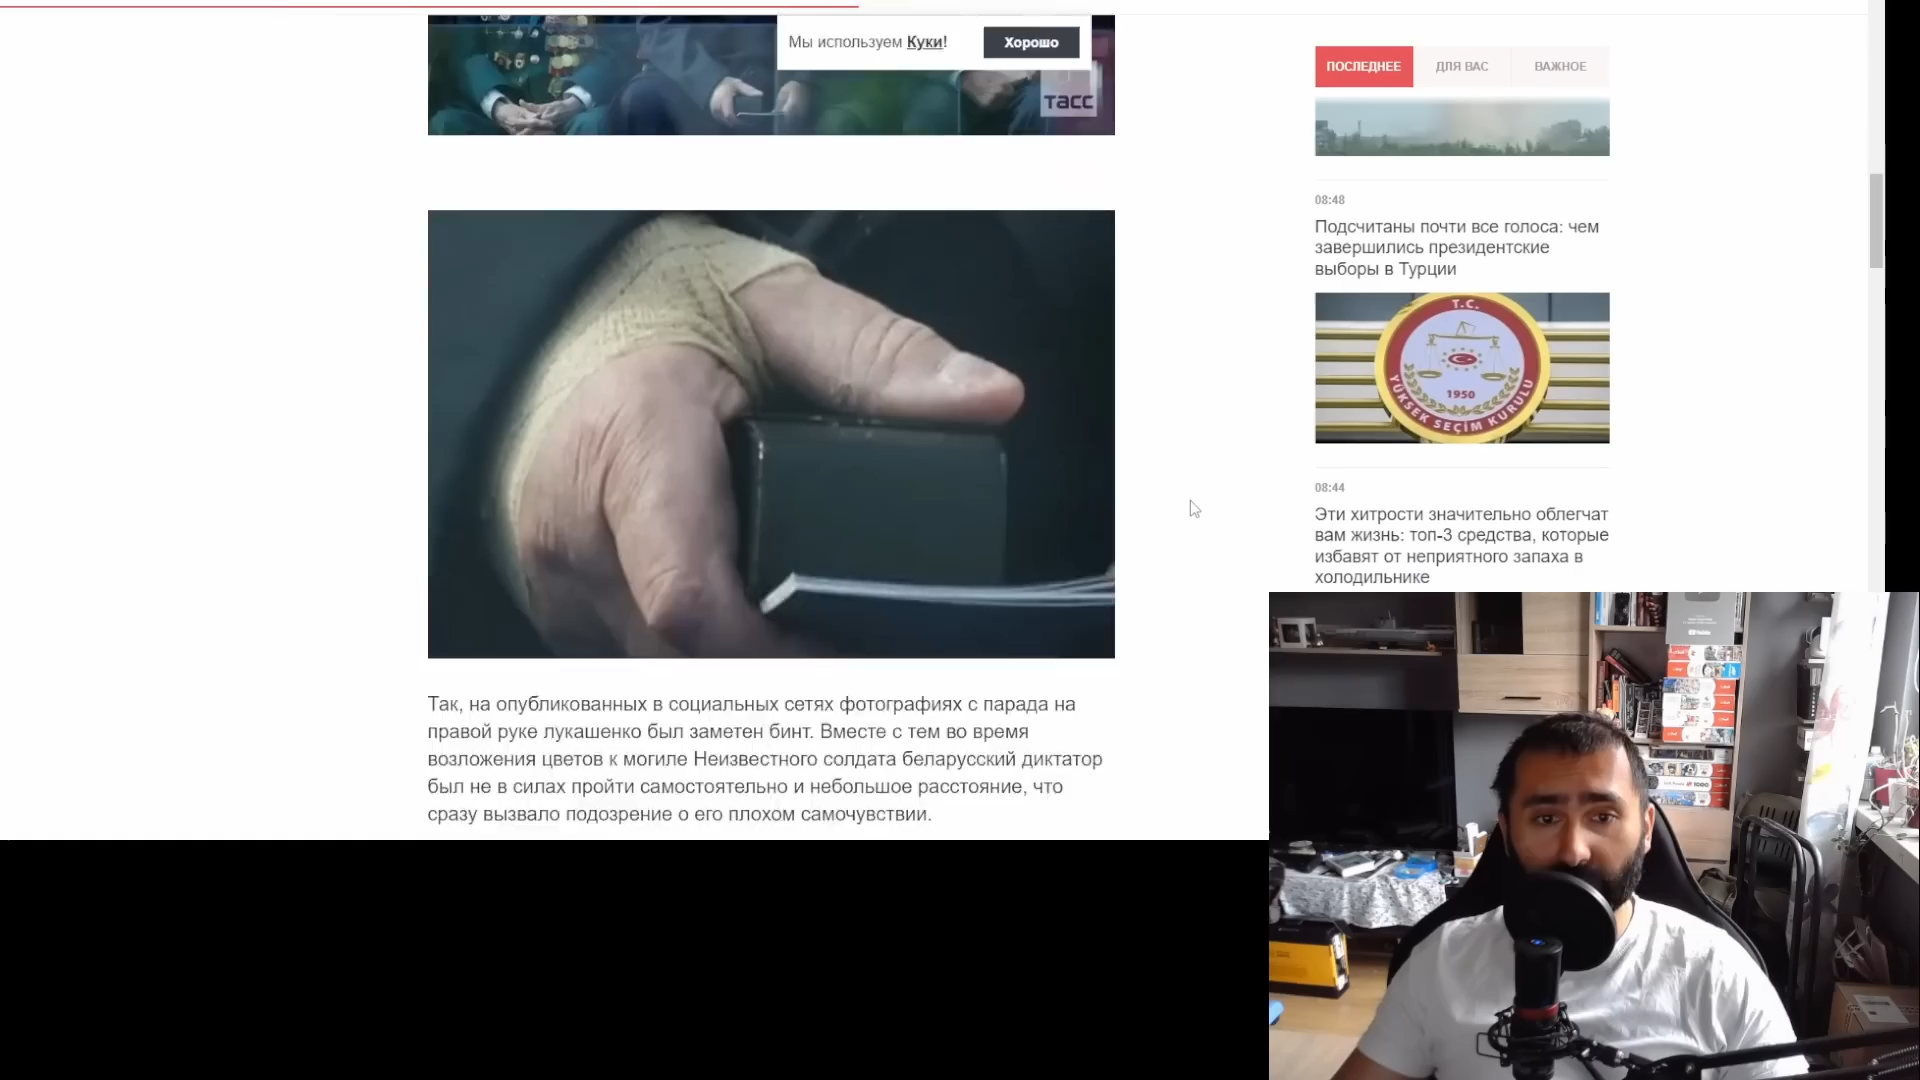 Мы используем Куки!
Хорошо
тасс
ПОСЛЕДНЕЕ
ДЛЯ ВАС
ВАЖНОЕ
08:48
Подсчитаны почти все голоса: чем
завершились президентские
выборы в Турции
T.C.
1950
YÜKSEK SEÇİM KURULU
08:44
Эти хитрости значительно облегчат
вам жизнь: топ-3 средства, которые
избавят от неприятного запаха в
холодильнике
Так, на опубликованных в социальных сетях фотографиях с парада на
правой руке лукашенко был заметен бинт. Вместе с тем во время
возложения цветов к могиле Неизвестного солдата беларусский диктатор
был не в силах пройти самостоятельно и небольшое расстояние, что
сразу вызвало подозрение о его плохом самочувствии.